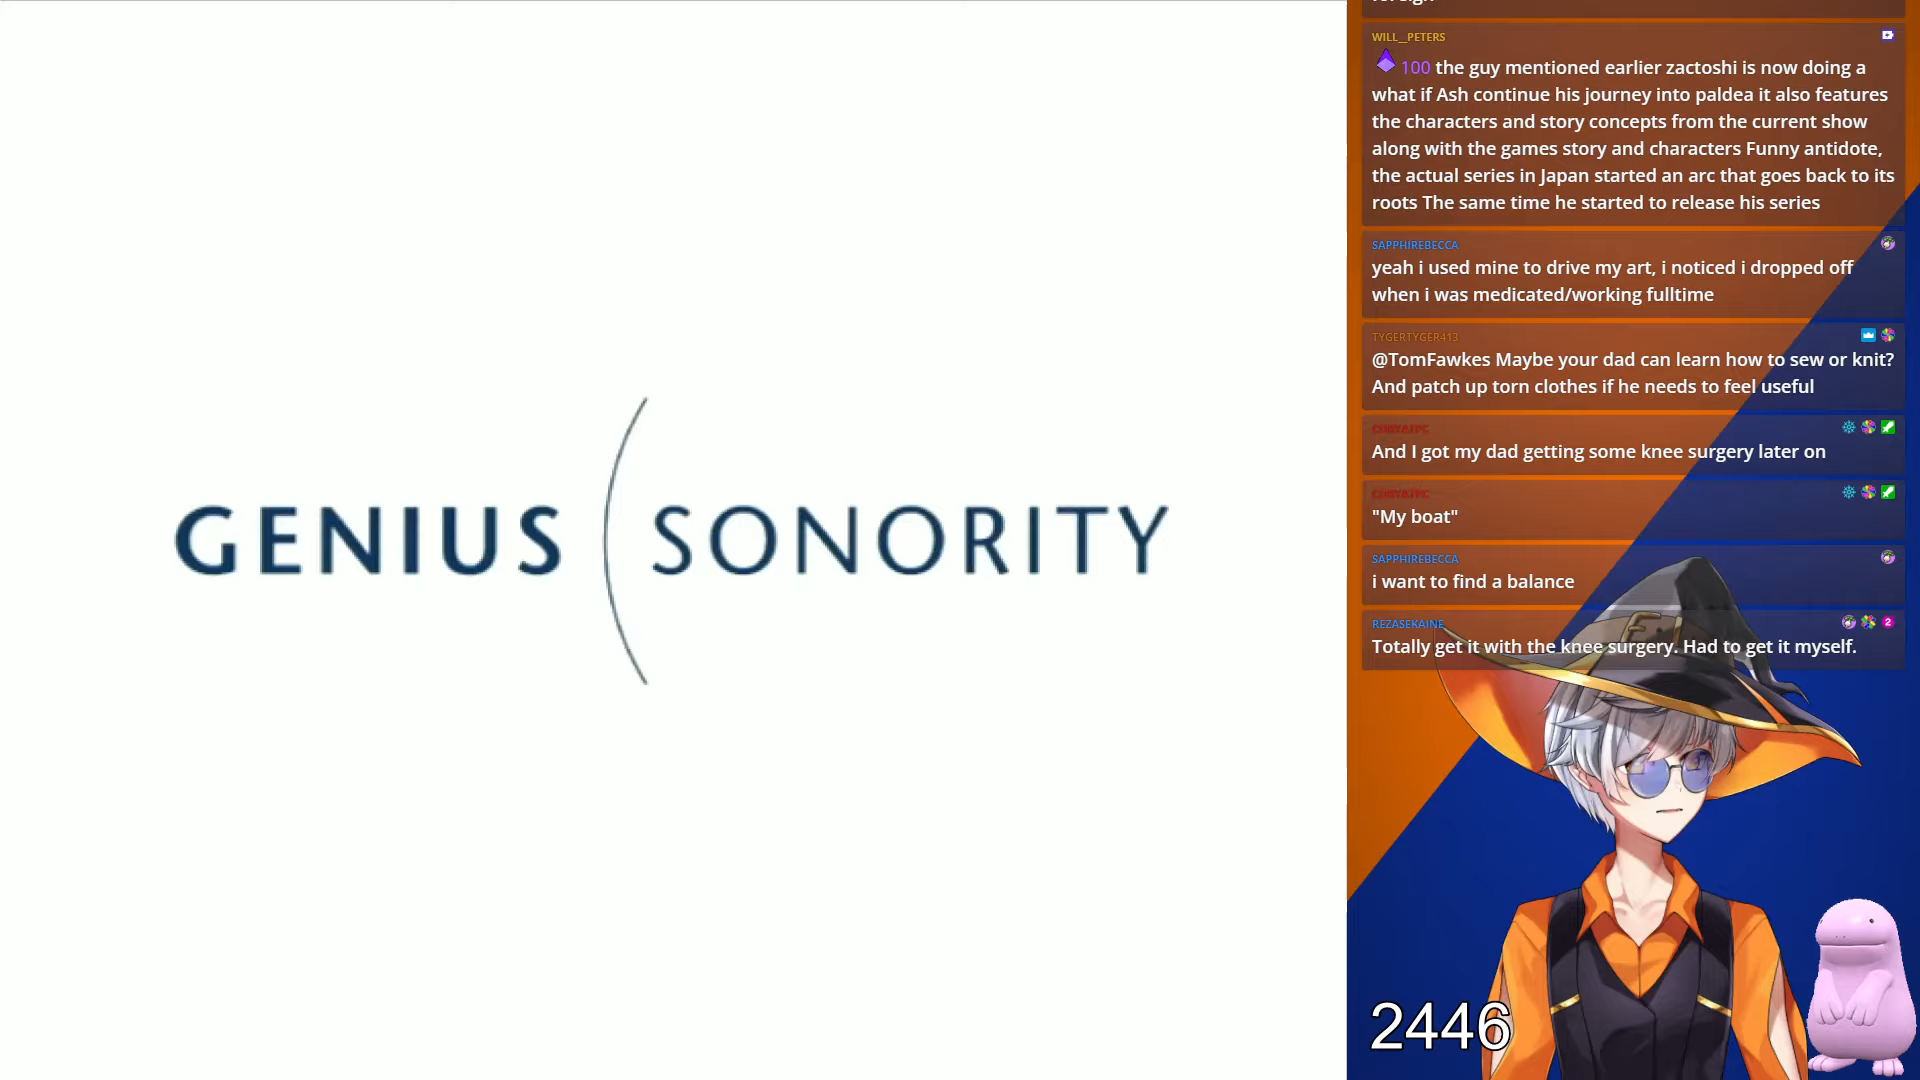 GENIUS SONORITY
WILL__PETERS
100 the guy mentioned earlier zactoshi is now doing a
what if Ash continue his journey into paldea it also features
the characters and story concepts from the current show
along with the games story and characters Funny antidote,
the actual series in Japan started an arc that goes back to its
roots The same time he started to release his series
SAPPHIREBECCA
yeah i used mine to drive my art, i noticed i dropped off
when i was medicated/working fulltime
TYGERTYGER413
@TomFawkes Maybe your dad can learn how to sew or knit?
And patch up torn clothes if he needs to feel useful
And I got my dad getting some knee surgery later on
"My boat"
SAPPHIREBECCA
i want to find a balance
REZASEKAINE
2
Totally get it with the knee surgery. Had to get it myself.
2446